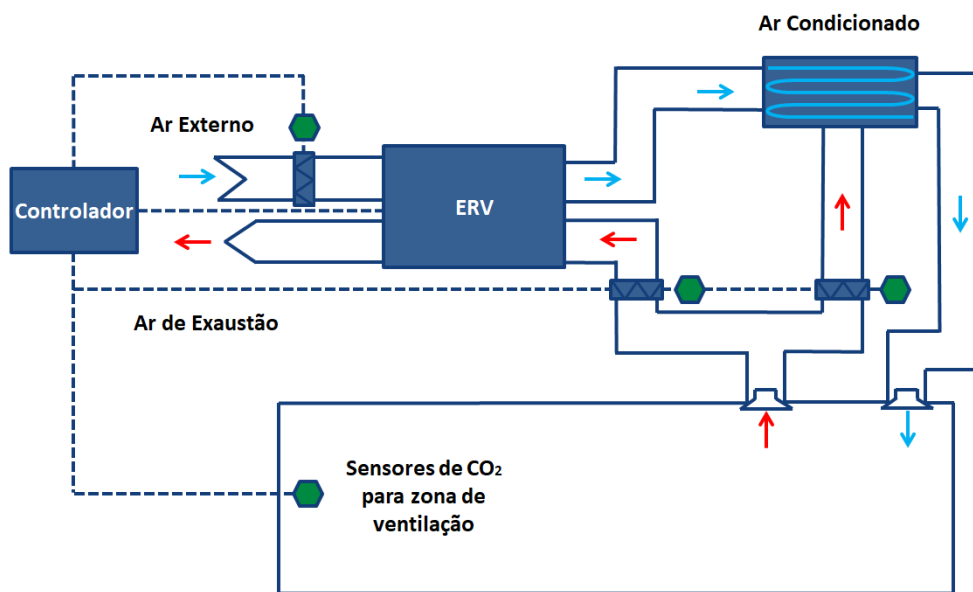 Ar Condicionado
Ar Externo
Controlador
ERV
Ar de Exaustão
Sensores de CO₂
para zona de
ventilação